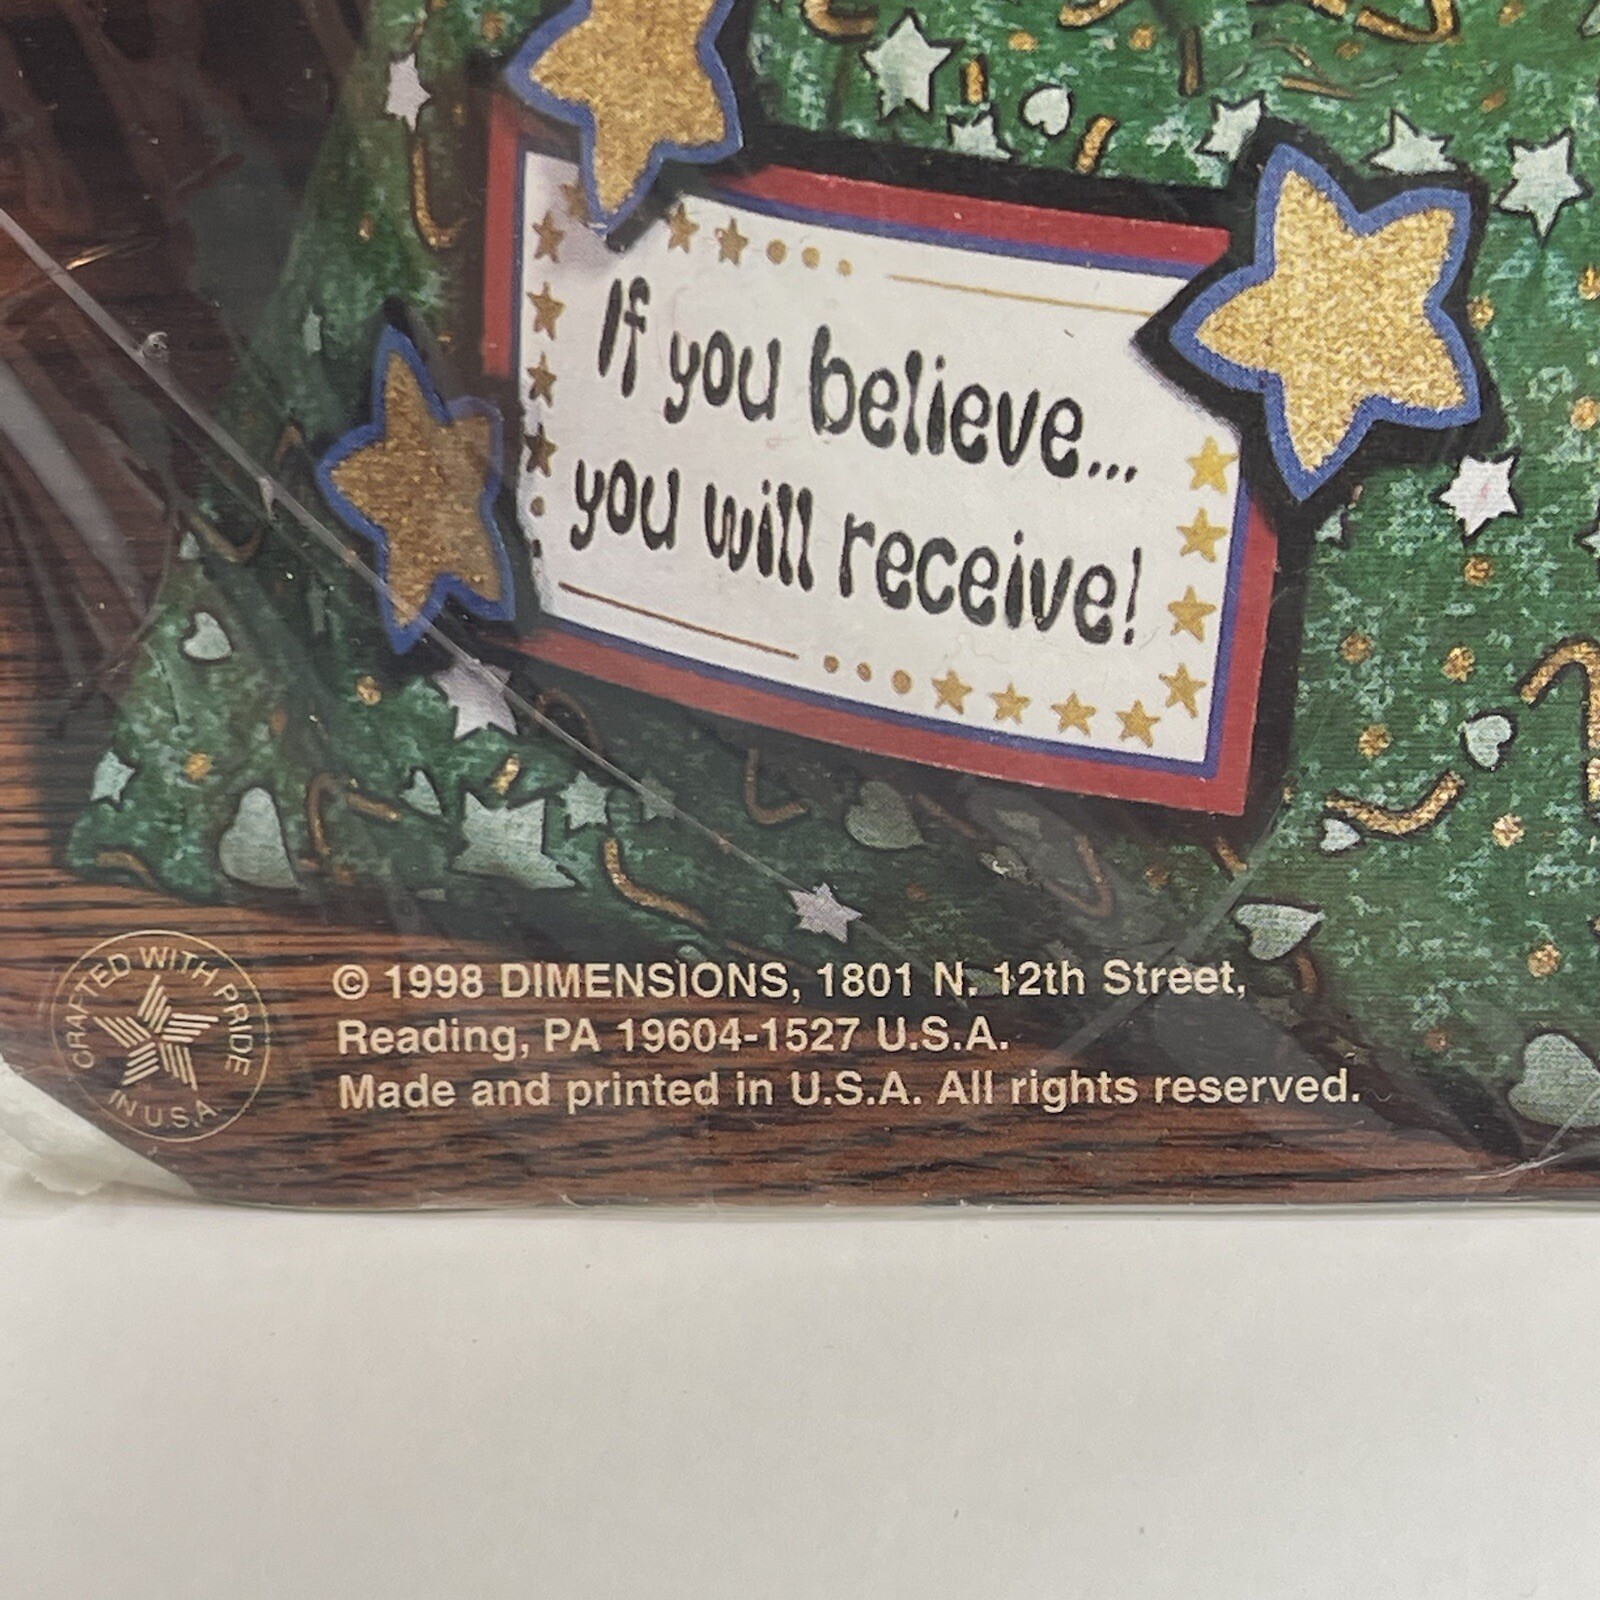 If you believe...
you will receive!
CRAFTED WITH PRIDE
IN U.S.A.
© 1998 DIMENSIONS, 1801 N. 12th Street,
Reading, PA 19604-1527 U.S.A.
Made and printed in U.S.A. All rights reserved.